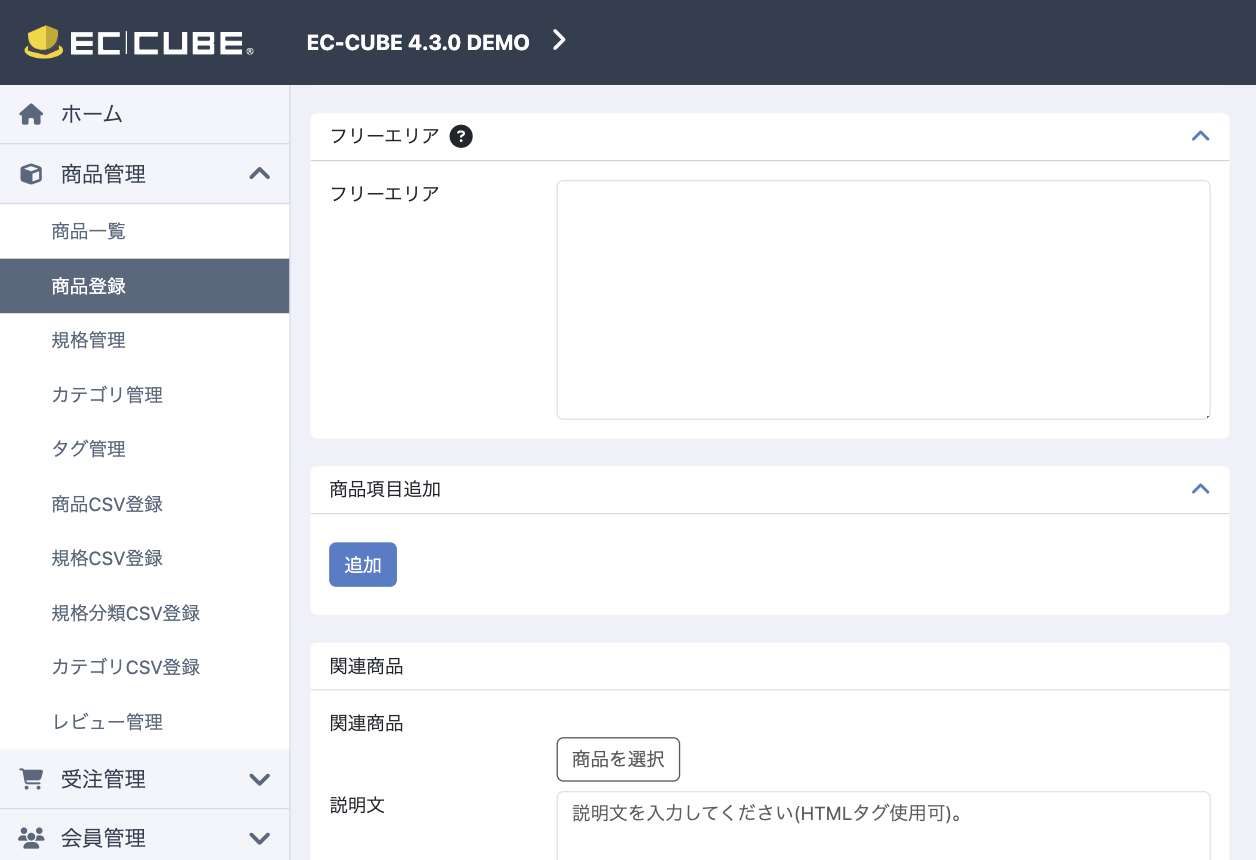 EC CUBE®
EC-CUBE 4.3.0 DEMO
ホーム
商品管理
商品一覧
商品登録
規格管理
カテゴリ管理
タグ管理
商品CSV登録
規格CSV登録
規格分類CSV登録
カテゴリCSV登録
レビュー管理
受注管理
会員管理
フリーエリア ?
フリーエリア
商品項目追加
追加
関連商品
関連商品
商品を選択
説明文
説明文を入力してください(HTMLタグ使用可)。